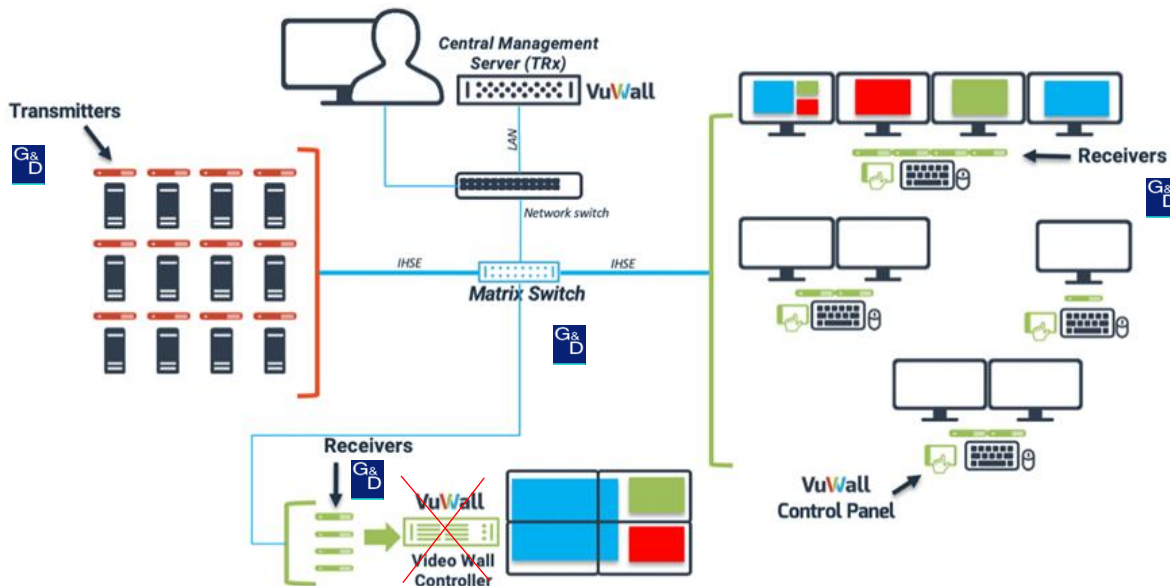 Central Management
Server (TRx)
VuWall
Transmitters
G&D
LAN
Receivers
G&D
Network switch
IHSE
IHSE
Matrix Switch
G&D
Receivers
G&D
VuWall
Video Wall
Controller
VuWall
Control Panel